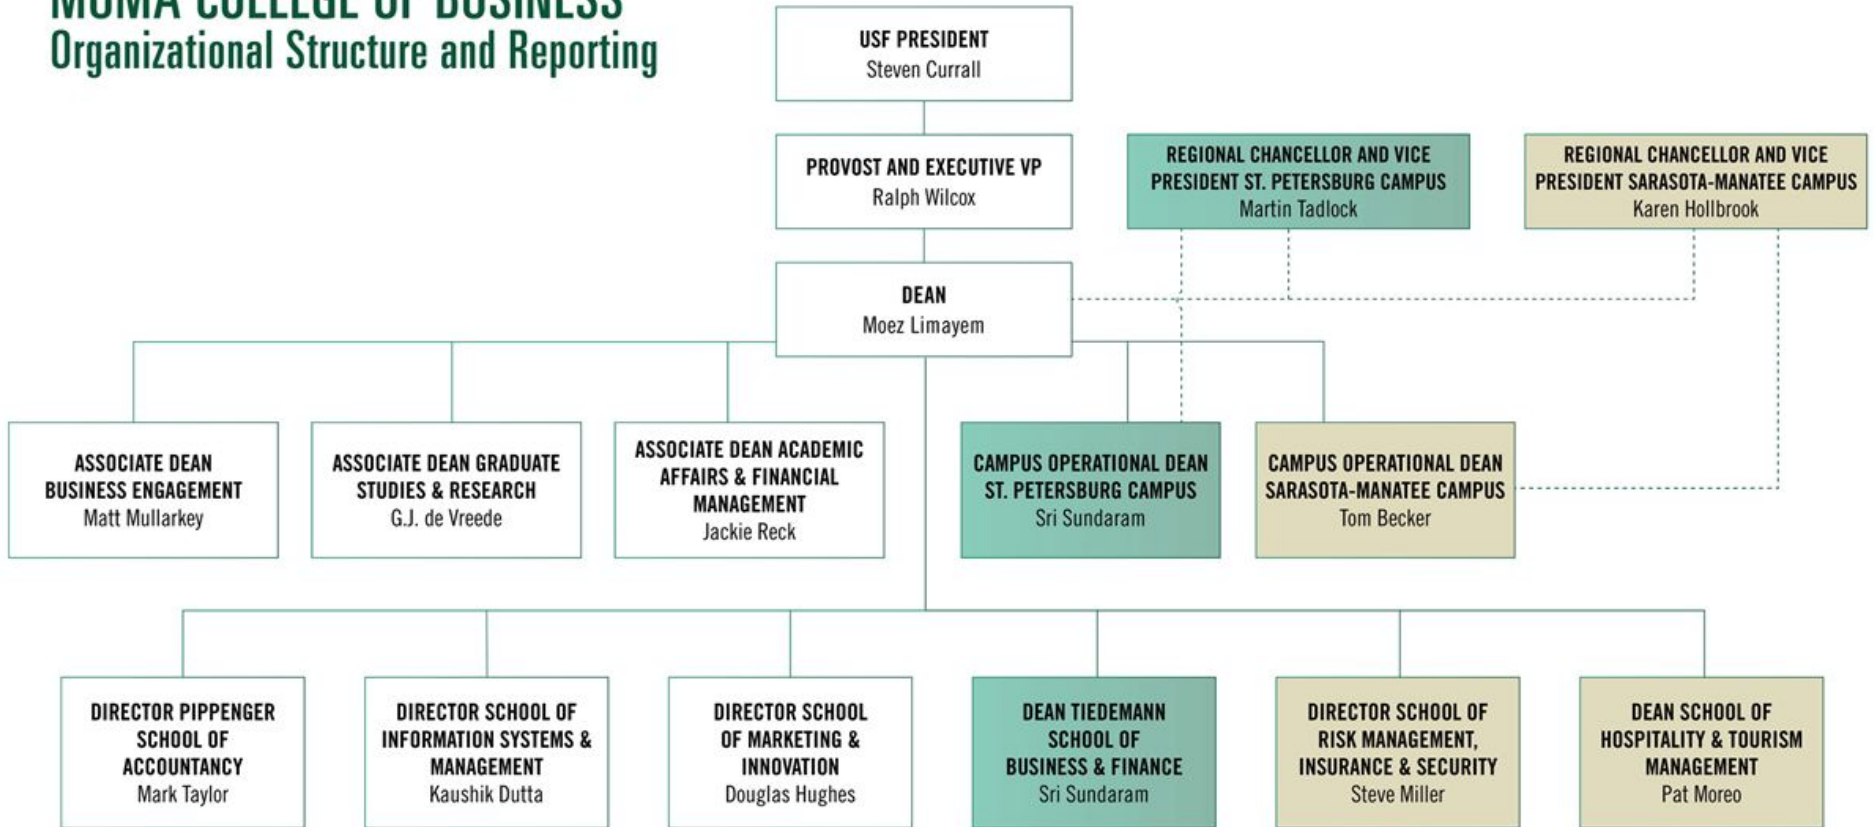 MUMA COLLEGE OF BUSINESS
Organizational Structure and Reporting
USF PRESIDENT
Steven Currall
PROVOST AND EXECUTIVE VP
Ralph Wilcox
REGIONAL CHANCELLOR AND VICE
PRESIDENT ST. PETERSBURG CAMPUS
Martin Tadlock
REGIONAL CHANCELLOR AND VICE
PRESIDENT SARASOTA-MANATEE CAMPUS
Karen Hollbrook
DEAN
Moez Limayem
ASSOCIATE DEAN
BUSINESS ENGAGEMENT
Matt Mullarkey
ASSOCIATE DEAN GRADUATE
STUDIES & RESEARCH
G.J. de Vreede
ASSOCIATE DEAN ACADEMIC
AFFAIRS & FINANCIAL
MANAGEMENT
Jackie Reck
CAMPUS OPERATIONAL DEAN
ST. PETERSBURG CAMPUS
Sri Sundaram
CAMPUS OPERATIONAL DEAN
SARASOTA-MANATEE CAMPUS
Tom Becker
DIRECTOR PIPPENGER
SCHOOL OF
ACCOUNTANCY
Mark Taylor
DIRECTOR SCHOOL OF
INFORMATION SYSTEMS &
MANAGEMENT
Kaushik Dutta
DIRECTOR SCHOOL
OF MARKETING &
INNOVATION
Douglas Hughes
DEAN TIEDEMANN
SCHOOL OF
BUSINESS & FINANCE
Sri Sundaram
DIRECTOR SCHOOL OF
RISK MANAGEMENT,
INSURANCE & SECURITY
Steve Miller
DEAN SCHOOL OF
HOSPITALITY & TOURISM
MANAGEMENT
Pat Moreo